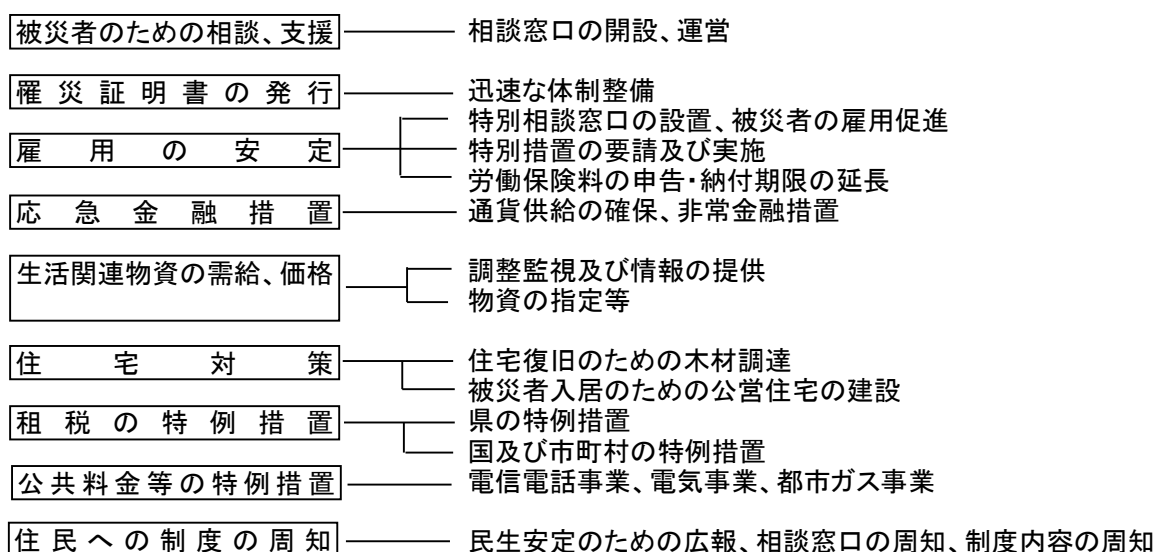 被災者のための相談、支援 相談窓口の開設、運営
罹災証明書の発行 迅速な体制整備
特別相談窓口の設置、被災者の雇用促進
雇用の安定 特別措置の要請及び実施
労働保険料の申告・納付期限の延長
応急金融措置 通貨供給の確保、非常金融措置
生活関連物資の需給、価格 調整監視及び情報の提供
物資の指定等
住宅対策 住宅復旧のための木材調達
被災者入居のための公営住宅の建設
租税の特例措置 県の特例措置
国及び市町村の特例措置
公共料金等の特例措置 電信電話事業、電気事業、都市ガス事業
住民への制度の周知 民生安定のための広報、相談窓口の周知、制度内容の周知